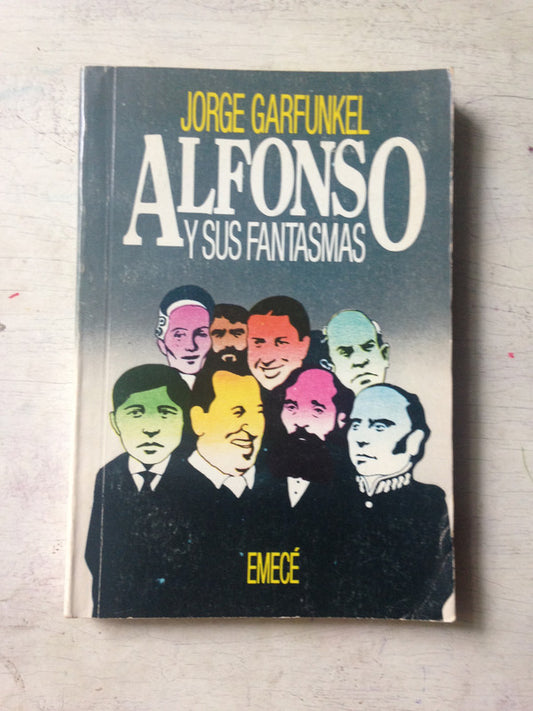 JORGE GARFUNKEL
ALFONSO
Y SUS FANTASMAS
EMECÉ